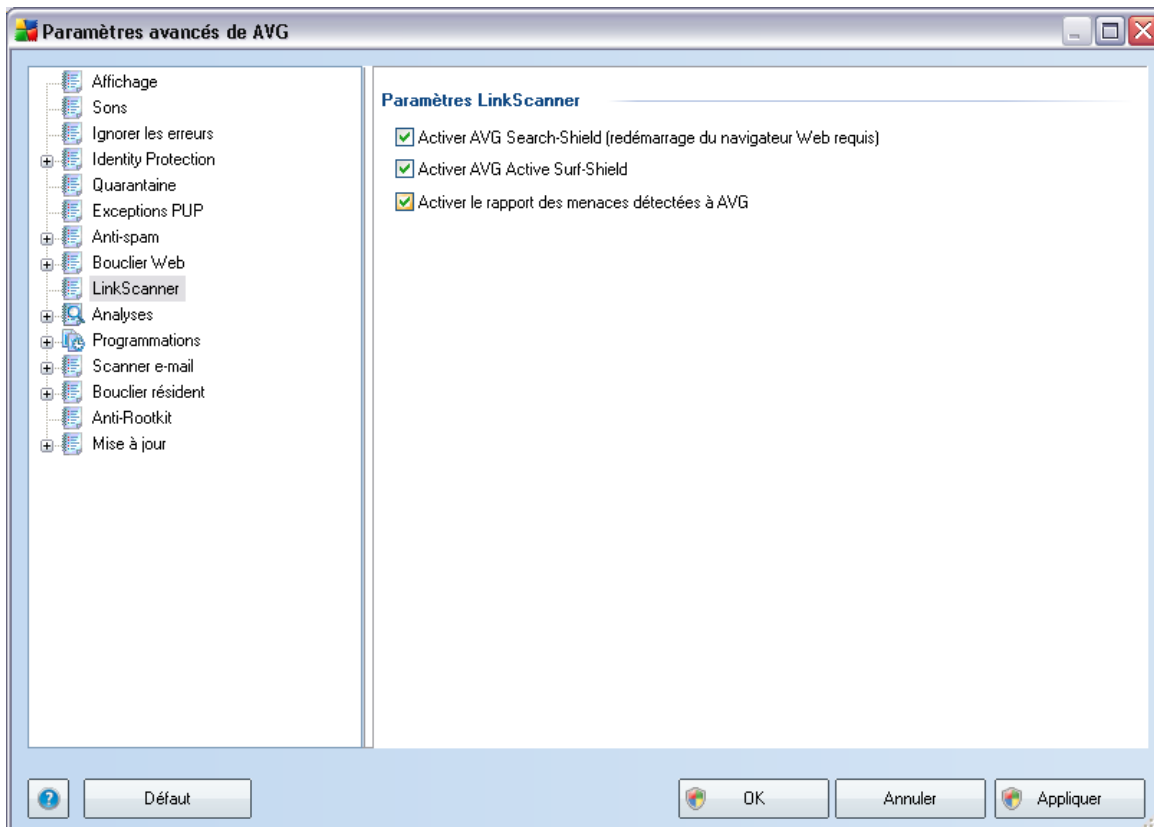 Paramètres avancés de AVG
Affichage
Sons
Ignorer les erreurs
Identity Protection
Quarantaine
Exceptions PUP
Anti-spam
Bouclier Web
LinkScanner
Analyses
Programmations
Scanner e-mail
Bouclier résident
Anti-Rootkit
Mise à jour
Paramètres LinkScanner
Activer AVG Search-Shield (redémarrage du navigateur Web requis)
Activer AVG Active Surf-Shield
Activer le rapport des menaces détectées à AVG
? Défaut OK Annuler Appliquer